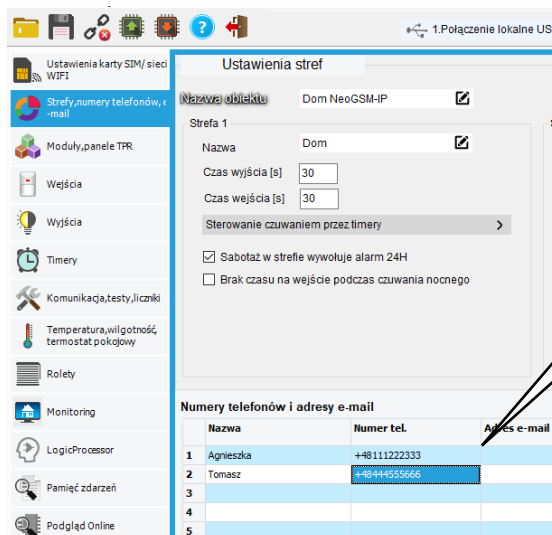 1.Połączenie lokalne US
Ustawienia karty SIM/ sieci
WIFI
Strefy,numery telefonów, e
-mail
Moduły,panele TPR
Wejścia
Wyjścia
Timery
Komunikacja,testy,liczniki
Temperatura,wilgotność,
termostat pokojowy
Rolety
Monitoring
LogicProcessor
Pamięć zdarzeń
Podgląd Online
Ustawienia stref
Nazwa obiektu Dom NeoGSM-IP
Strefa 1
Nazwa Dom
Czas wyjścia [s] 30
Czas wejścia [s] 30
Sterowanie czuwaniem przez timery >
Sabotaż w strefie wywołuje alarm 24H
Brak czasu na wejście podczas czuwania nocnego
Numery telefonów i adresy e-mail
Nazwa Numer tel. Adres e-mail
1 Agnieszka +48111222333
2 Tomasz +48444555666
3
4
5